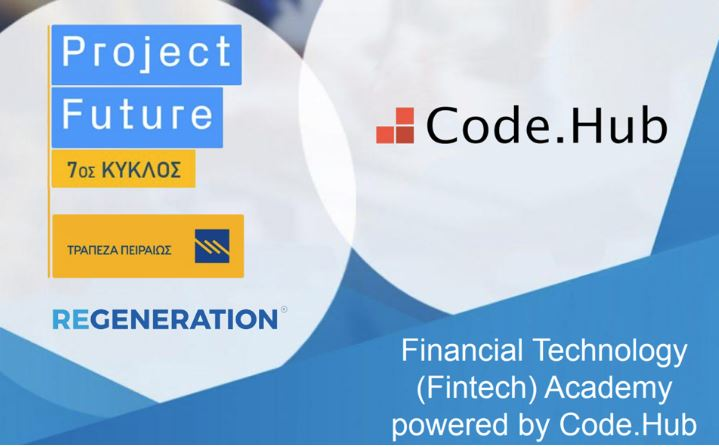 Project
Future
7ος ΚΥΚΛΟΣ
ΤΡΑΠΕΖΑ ΠΕΙΡΑΙΩΣ
REGENERATION®
Code.Hub
Financial Technology
(Fintech) Academy
powered by Code.Hub